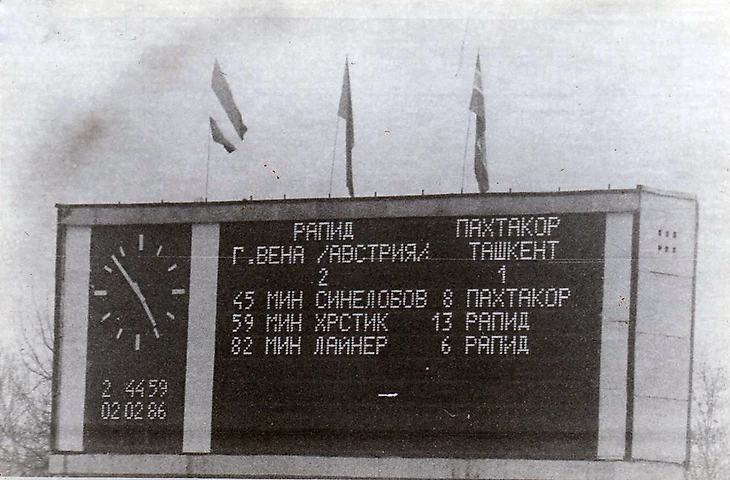 РАПИД ПАХТАКОР
Г.ВЕНА /АВСТРИЯ/ ТАШКЕНТ
2 1
45 МИН СИНЕЛОБОВ 8 ПАХТАКОР
59 МИН ХРСТИК 13 РАПИД
82 МИН ЛАЙНЕР 6 РАПИД
2 44 59
02 02 86